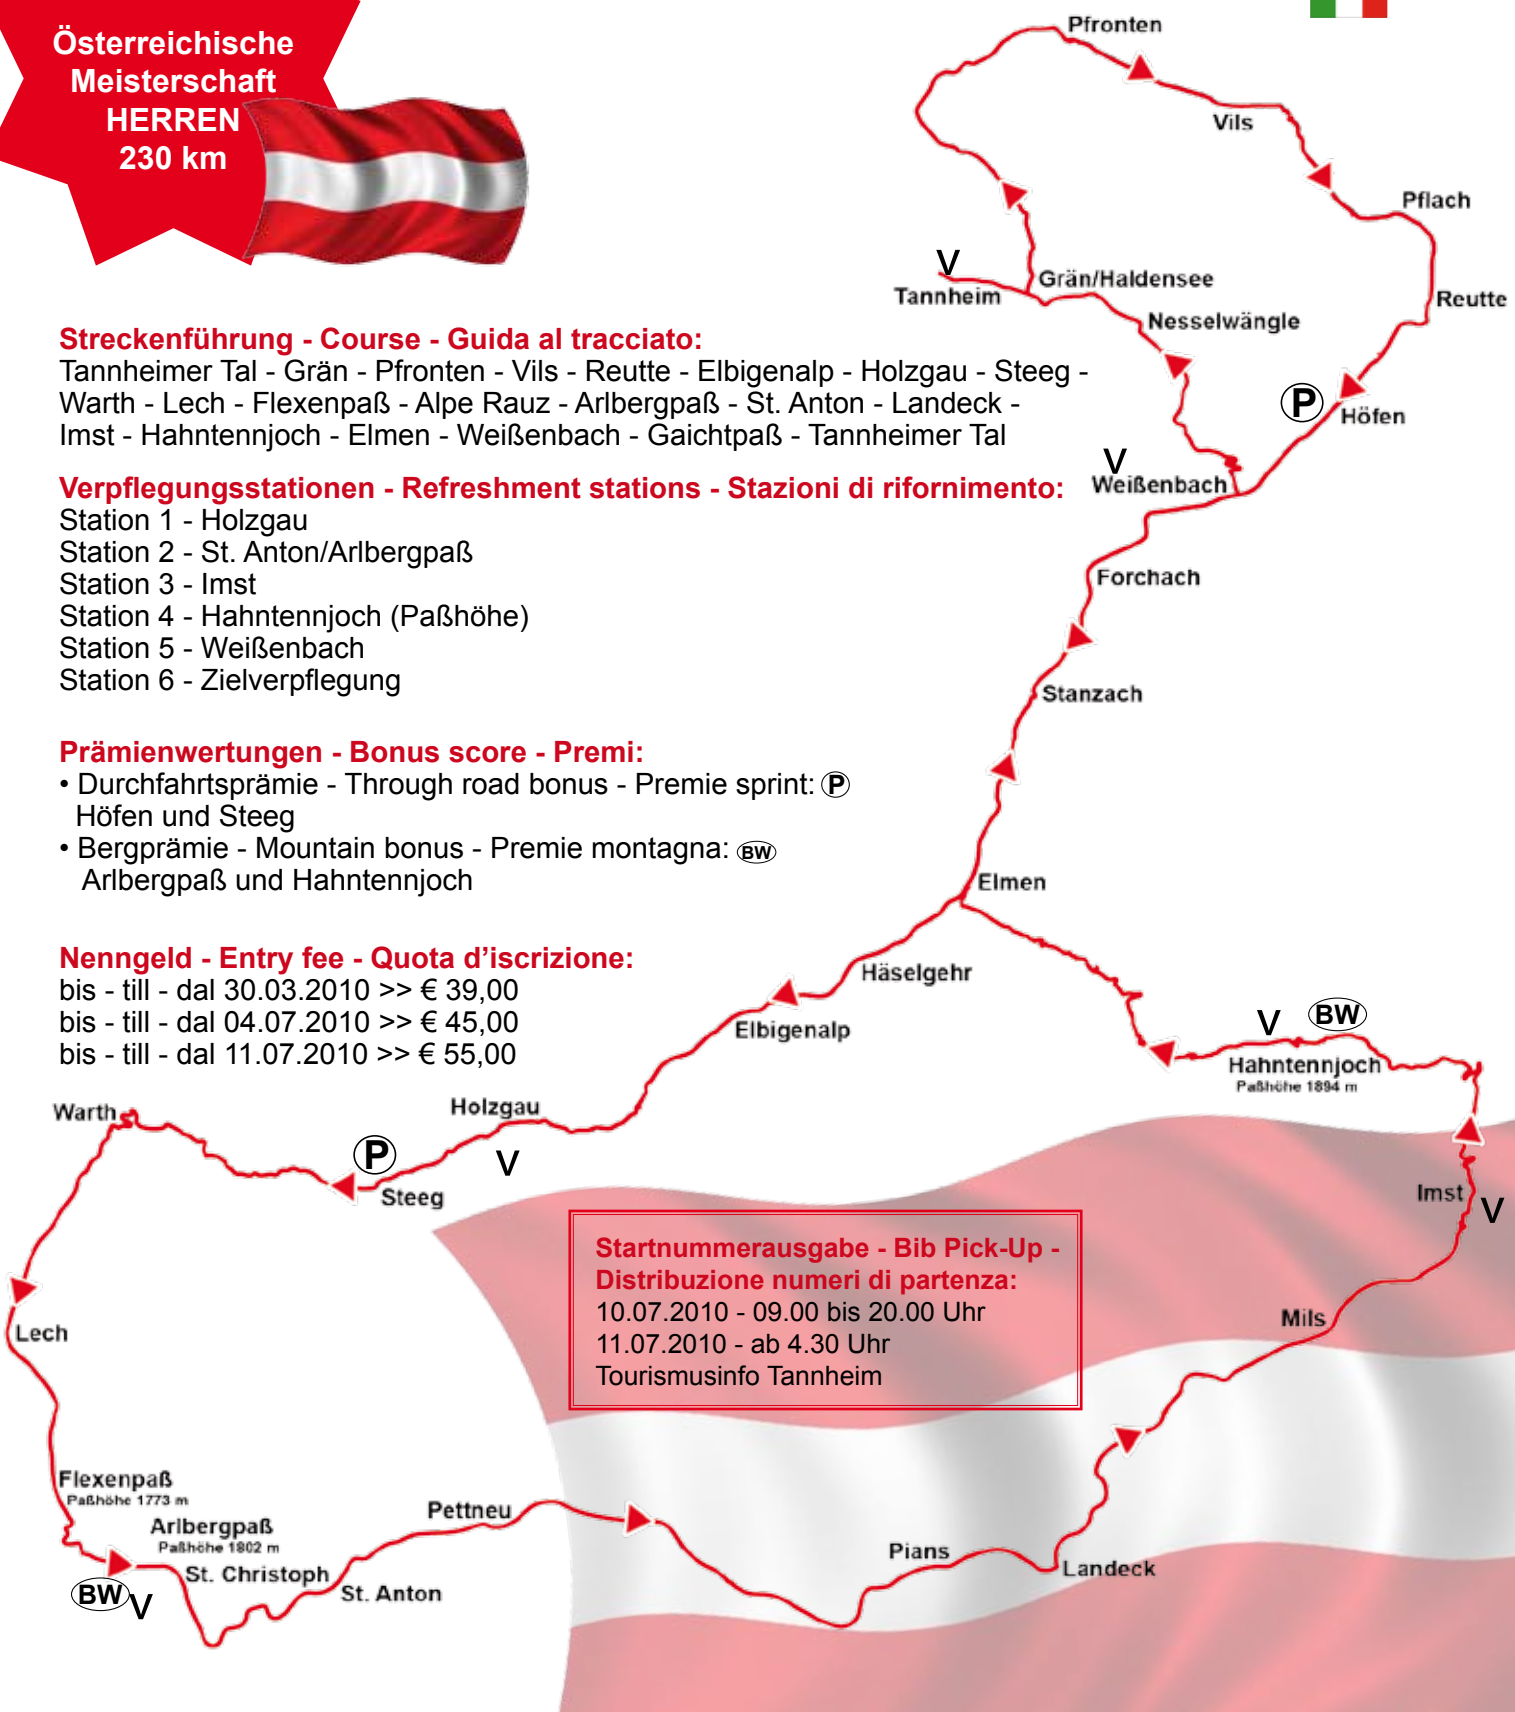 Österreichische
Meisterschaft
HERREN
230 km
Streckenführung - Course - Guida al tracciato:
Tannheimer Tal - Grän - Pfronten - Vils - Reutte - Elbigenalp - Holzgau - Steeg -
Warth - Lech - Flexenpaß - Alpe Rauz - Arlbergpaß - St. Anton - Landeck -
Imst - Hahntennjoch - Elmen - Weißenbach - Gaichtpaß - Tannheimer Tal
Verpflegungsstationen - Refreshment stations - Stazioni di rifornimento:
Station 1 - Holzgau
Station 2 - St. Anton/Arlbergpaß
Station 3 - Imst
Station 4 - Hahntennjoch (Paßhöhe)
Station 5 - Weißenbach
Station 6 - Zielverpflegung
Prämienwertungen - Bonus score - Premi:
• Durchfahrtsprämie - Through road bonus - Premie sprint: P
Höfen und Steeg
• Bergprämie - Mountain bonus - Premie montagna: BW
Arlbergpaß und Hahntennjoch
Nenngeld - Entry fee - Quota d’iscrizione:
bis - till - dal 30.03.2010 >> € 39,00
bis - till - dal 04.07.2010 >> € 45,00
bis - till - dal 11.07.2010 >> € 55,00
Startnummerausgabe - Bib Pick-Up -
Distribuzione numeri di partenza:
10.07.2010 - 09.00 bis 20.00 Uhr
11.07.2010 - ab 4.30 Uhr
Tourismusinfo Tannheim
Pfronten
Vils
Pflach
V
Tannheim
Grän/Haldensee
Reutte
Nesselwängle
P
Höfen
V
Weißenbach
Forchach
Stanzach
Elmen
Häselgehr
Elbigenalp
V
BW
Hahntennjoch
Paßhöhe 1894 m
Warth
Holzgau
V
P
Steeg
Imst
V
Mils
Lech
Flexenpaß
Paßhöhe 1773 m
Arlbergpaß
Paßhöhe 1802 m
BW
V
St. Christoph
St. Anton
Pettneu
Pians
Landeck